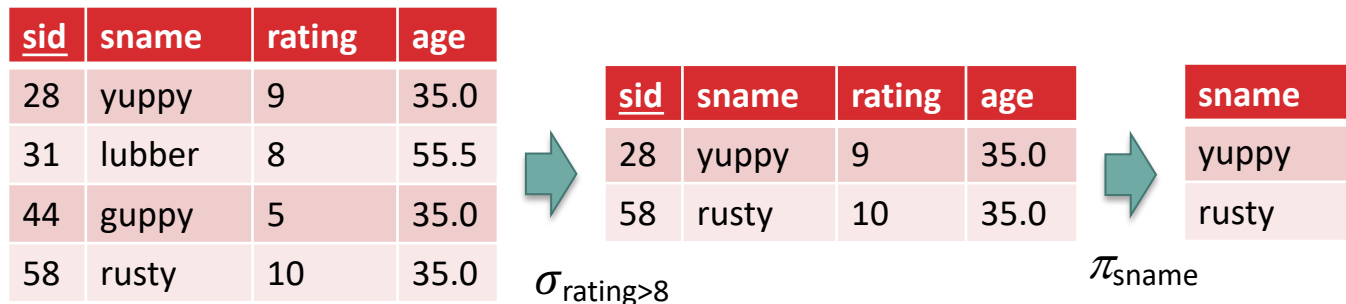 sid sname rating age
28 yuppy 9 35.0
31 lubber 8 55.5
44 guppy 5 35.0
58 rusty 10 35.0
σrating>8
sid sname rating age
28 yuppy 9 35.0
58 rusty 10 35.0
πsname
sname
yuppy
rusty